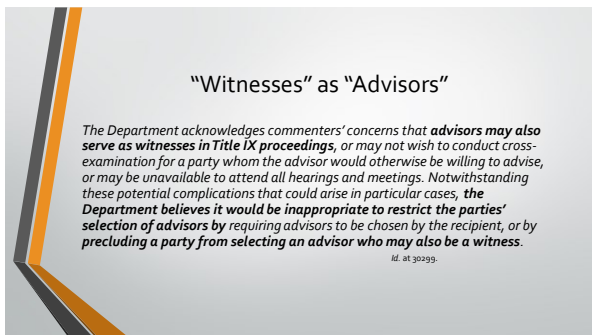 “Witnesses” as “Advisors”
The Department acknowledges commenters’ concerns that advisors may also
serve as witnesses in Title IX proceedings, or may not wish to conduct cross-
examination for a party whom the advisor would otherwise be willing to advise,
or may be unavailable to attend all hearings and meetings. Notwithstanding
these potential complications that could arise in particular cases, the
Department believes it would be inappropriate to restrict the parties’
selection of advisors by requiring advisors to be chosen by the recipient, or by
precluding a party from selecting an advisor who may also be a witness.
Id. at 30299.